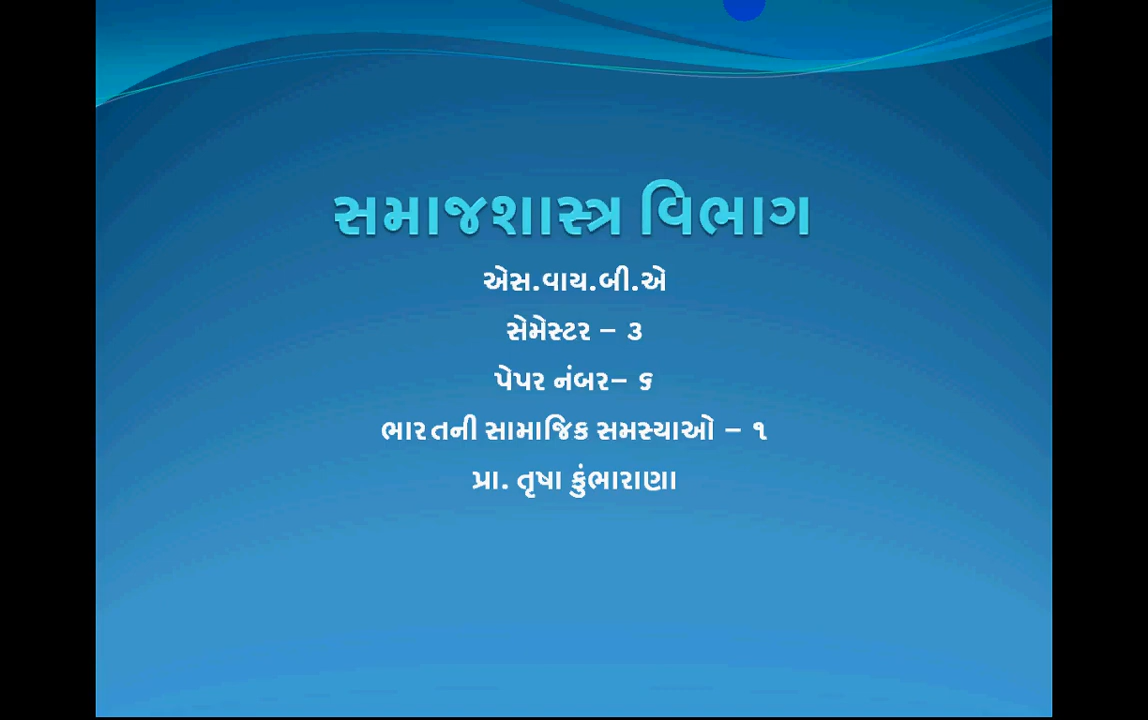 સમાજશાસ્ત્ર વિભાગ
એસ.વાય.બી.એ
સેમેસ્ટર – ૩
પેપર નંબર– ૬
ભારતની સામાજિક સમસ્યાઓ – ૧
પ્રા. તૃષા કુંભારાણા